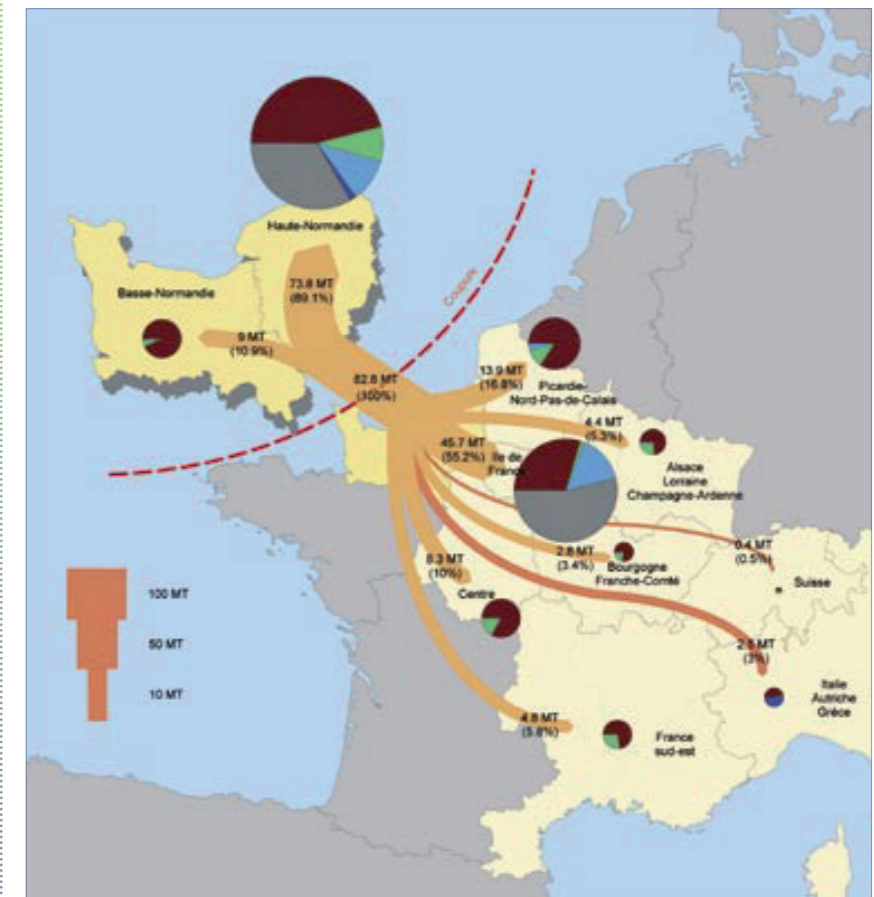 Haute-Normandie
73.8 MT
(89.1%)
Basse-Normandie
9 MT
(10.9%)
Coupure
82.8 MT
(100%)
13.9 MT
(16.8%)
Picardie-
Nord-Pas-de-Calais
4.4 MT
(5.3%)
45.7 MT
(55.2%)
Ile de
France
Alsace
Lorraine
Champagne-Ardenne
0.4 MT
(0.5%)
2.8 MT
(3.4%)
Bourgogne
Franche-Comté
Suisse
8.3 MT
(10%)
Centre
100 MT
50 MT
10 MT
2.5 MT
(3%)
Italie
Autriche
Grèce
4.8 MT
(5.8%)
France
sud-est